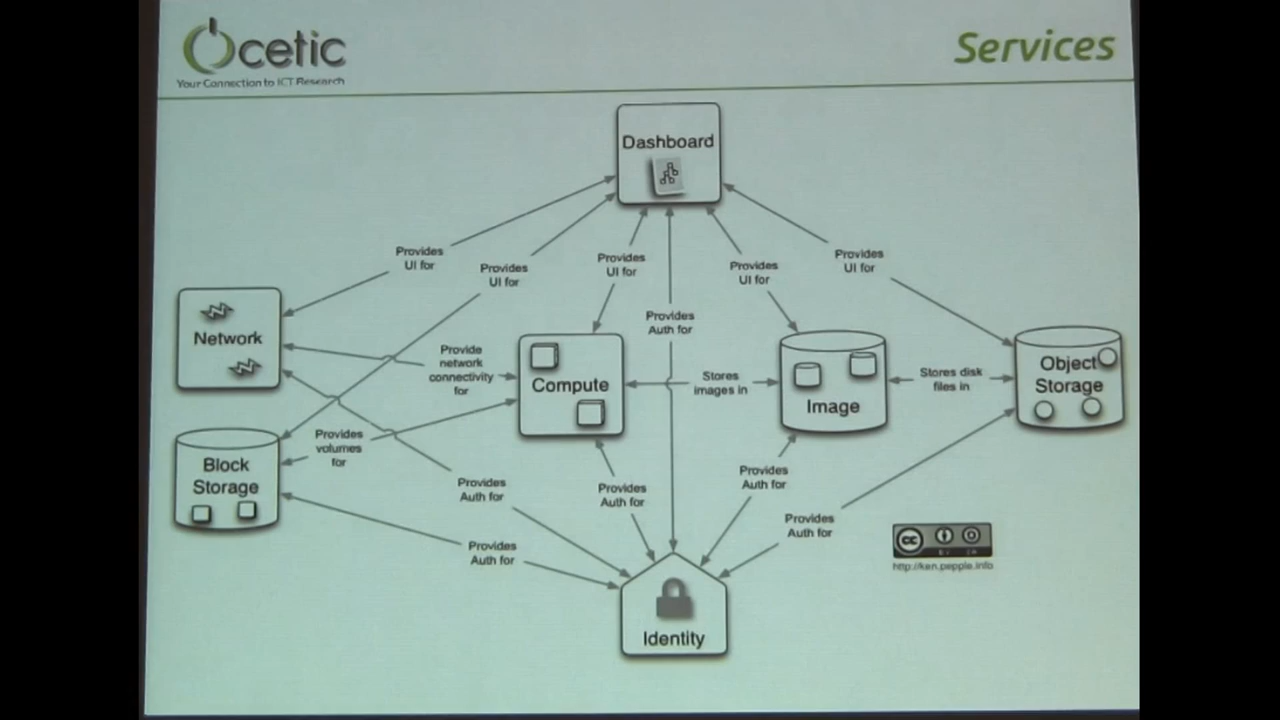 cetic
Your Connection to ICT Research
Services
Dashboard
Provides
UI for
Provides
UI for
Provides
UI for
Provides
UI for
Provides
UI for
Provides
Auth for
Network
Provide
network
connectivity
for
Compute
Stores
images in
Image
Stores disk
files in
Object
Storage
Block
Storage
Provides
volumes
for
Provides
Auth for
Provides
Auth for
Provides
Auth for
Provides
Auth for
Provides
Auth for
Identity
cc
http://ken.pepple.info